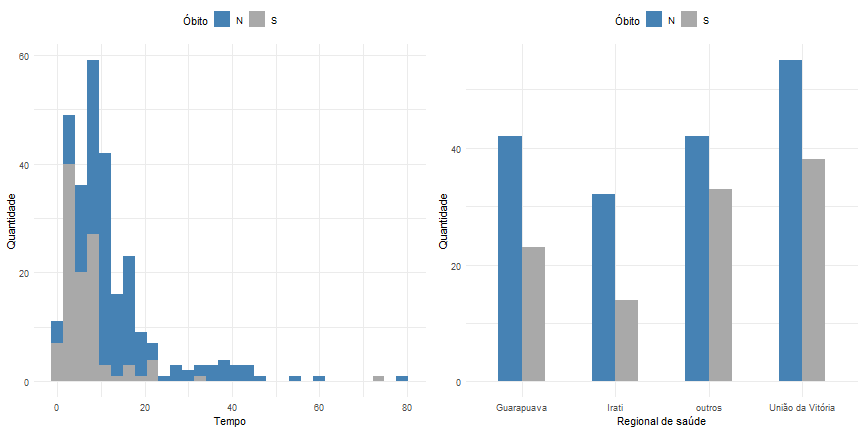 Óbito N S
60
40
20
0
Quantidade
0 20 40 60 80
Tempo
Óbito N S
40
20
0
Quantidade
Guarapuava Irati outros União da Vitória
Regional de saúde